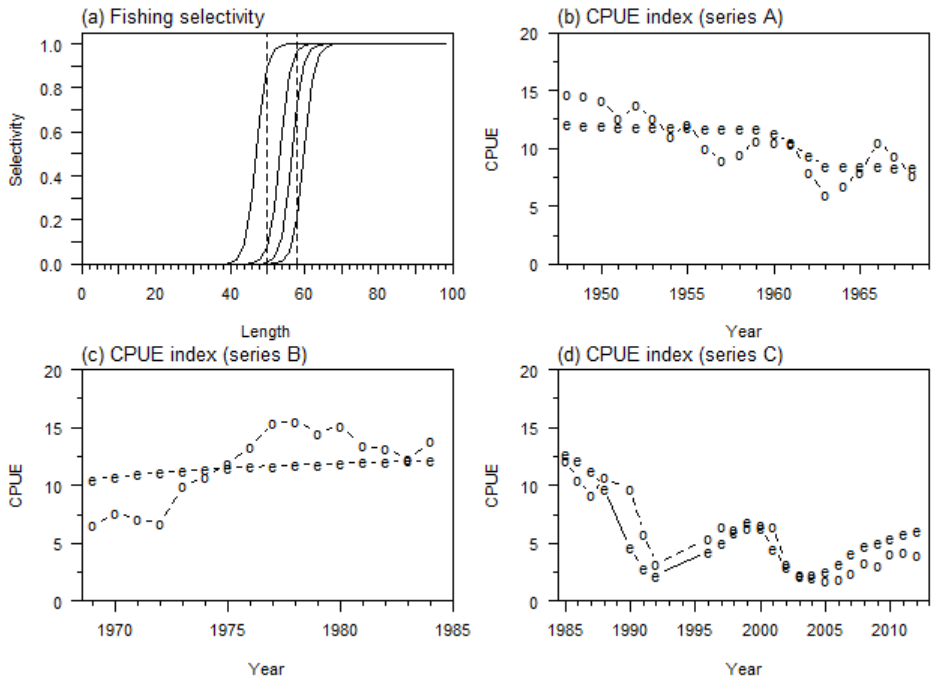 (a) Fishing selectivity
Selectivity
1.0
0.8
0.6
0.4
0.2
0.0
0 20 40 60 80 100
Length
(b) CPUE index (series A)
CPUE
20
15
10
5
0
1950 1955 1960 1965
Year
(c) CPUE index (series B)
CPUE
20
15
10
5
0
1970 1975 1980 1985
Year
(d) CPUE index (series C)
CPUE
20
15
10
5
0
1985 1990 1995 2000 2005 2010
Year